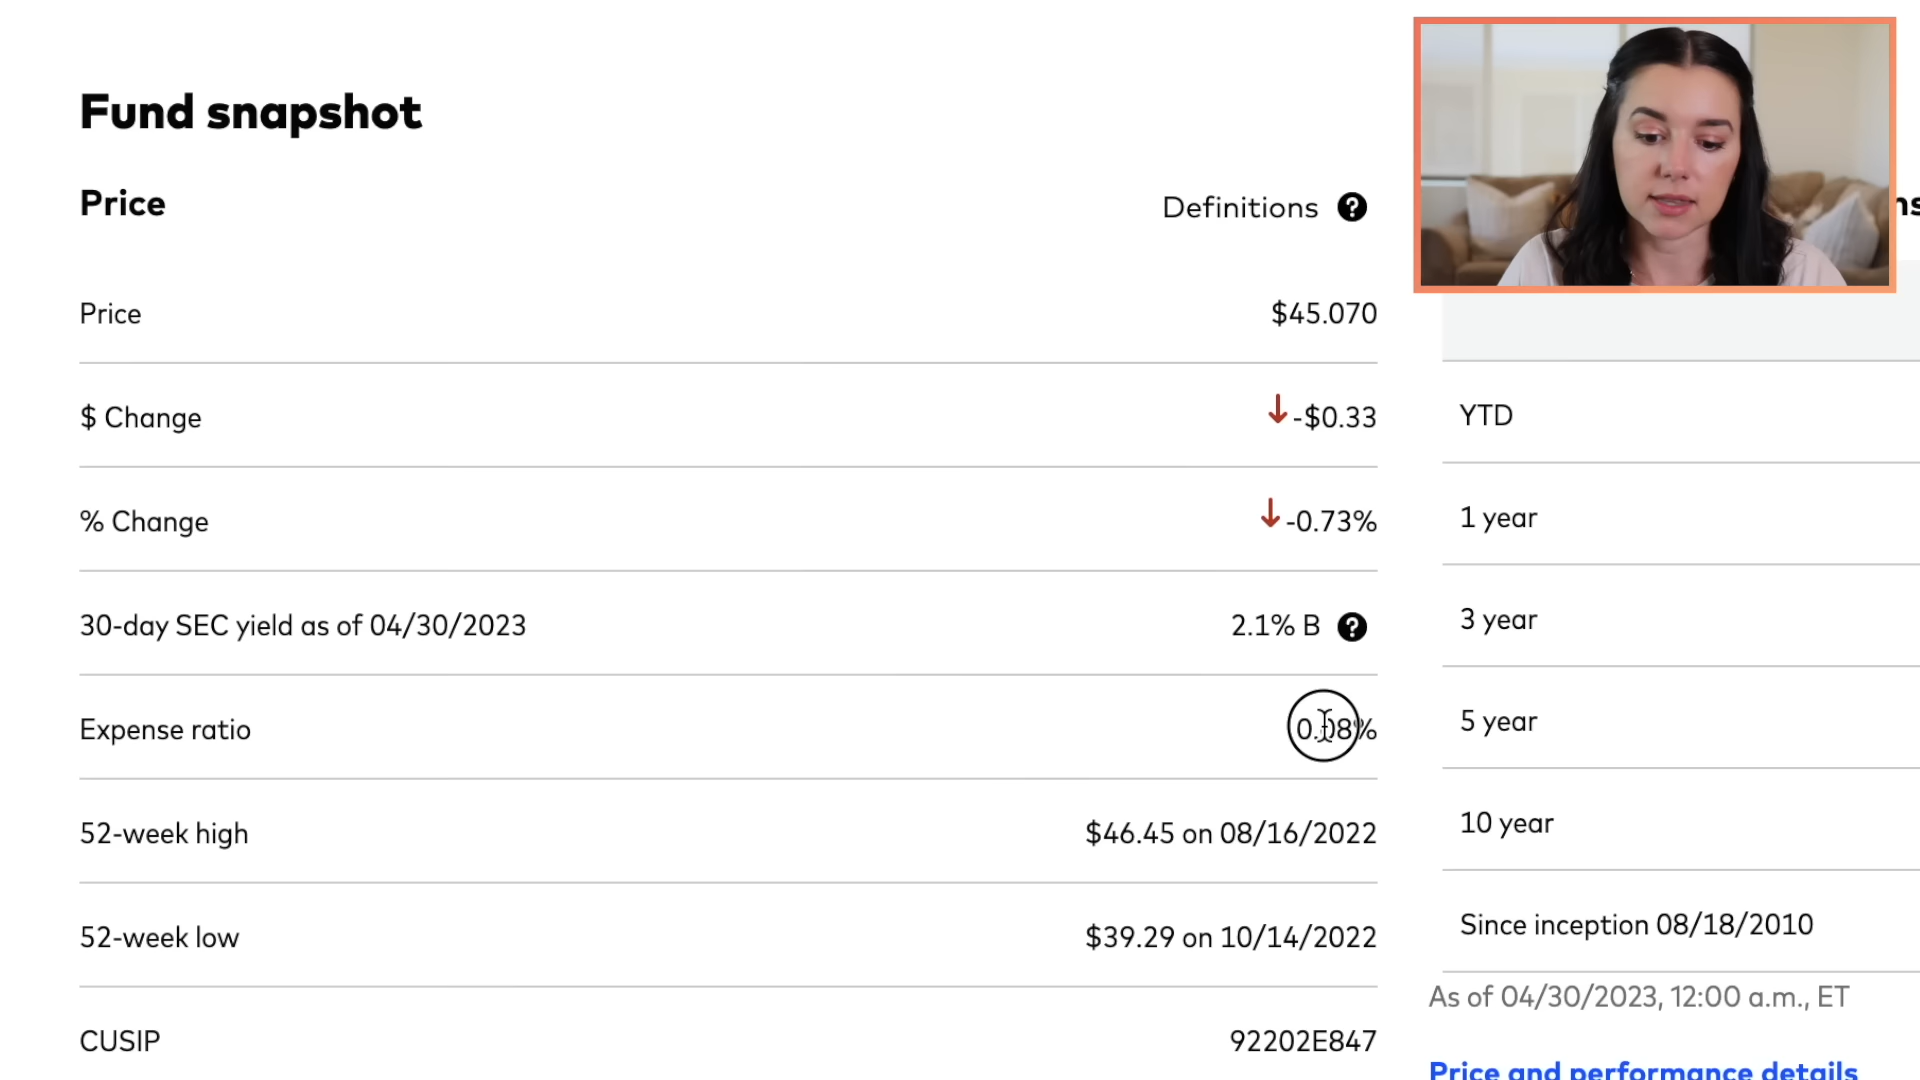 Fund snapshot
Price
Definitions ?
Price $45.070
$ Change -$0.33
% Change -0.73%
30-day SEC yield as of 04/30/2023 2.1% B ?
Expense ratio 0.08%
52-week high $46.45 on 08/16/2022
52-week low $39.29 on 10/14/2022
CUSIP 92202E847
YTD
1 year
3 year
5 year
10 year
Since inception 08/18/2010
As of 04/30/2023, 12:00 a.m., ET
Price and performance details